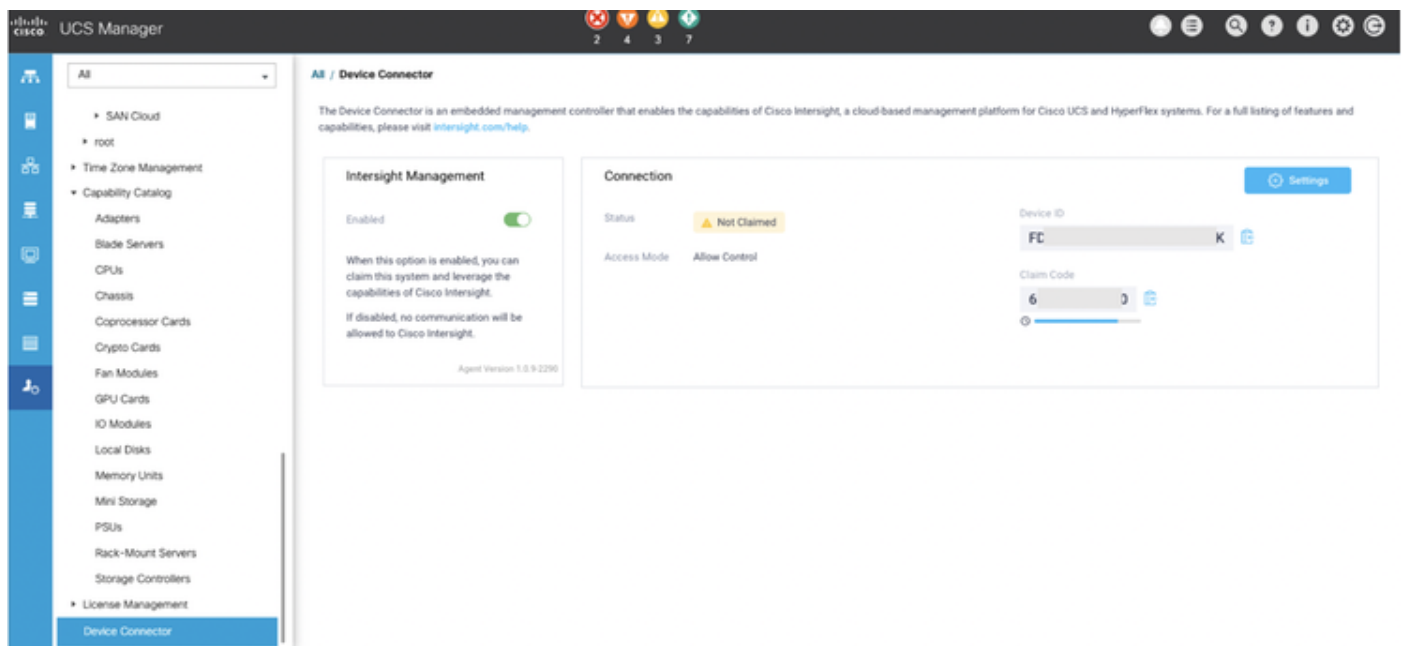 cisco UCS Manager
2 4 3 7
All
SAN Cloud
root
Time Zone Management
Capability Catalog
Adapters
Blade Servers
CPUs
Chassis
Coprocessor Cards
Crypto Cards
Fan Modules
GPU Cards
IO Modules
Local Disks
Memory Units
Mini Storage
PSUs
Rack-Mount Servers
Storage Controllers
License Management
Device Connector
All / Device Connector
The Device Connector is an embedded management controller that enables the capabilities of Cisco Intersight, a cloud-based management platform for Cisco UCS and HyperFlex systems. For a full listing of features and
capabilities, please visit intersight.com/help.
Intersight Management
Enabled
When this option is enabled, you can
claim this system and leverage the
capabilities of Cisco Intersight.
If disabled, no communication will be
allowed to Cisco Intersight.
Agent Version 1.0.9-2290
Connection
Settings
Status Not Claimed
Access Mode Allow Control
Device ID
FD K
Claim Code
6 0